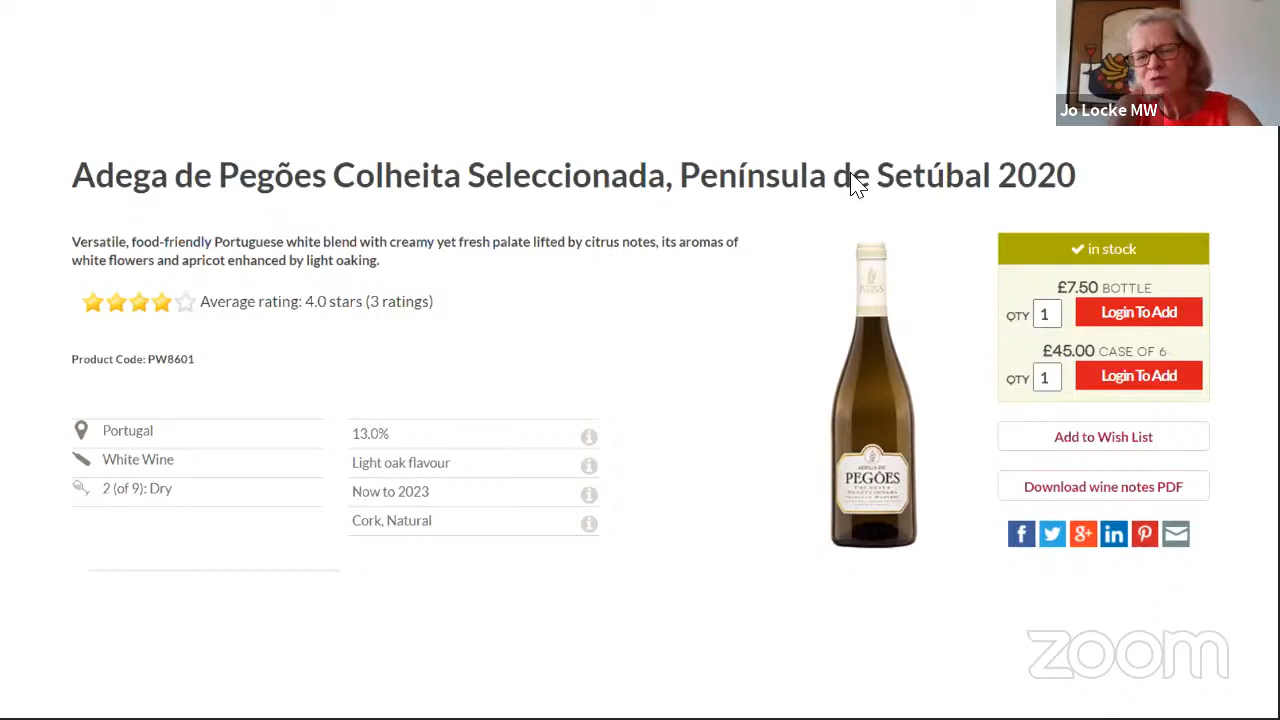 Jo Locke MW
Adega de Pegões Colheita Seleccionada, Península de Setúbal 2020
Versatile, food-friendly Portuguese white blend with creamy yet fresh palate lifted by citrus notes, its aromas of
white flowers and apricot enhanced by light oaking.
Average rating: 4.0 stars (3 ratings)
Product Code: PW8601
Portugal
White Wine
2 (of 9): Dry
13.0%
Light oak flavour
Now to 2023
Cork, Natural
ADEGA DE
PEGÕES
COLHEITA
SELECCIONADA
in stock
£7.50 BOTTLE
QTY 1 Login To Add
£45.00 CASE OF 6
QTY 1 Login To Add
Add to Wish List
Download wine notes PDF
zoom